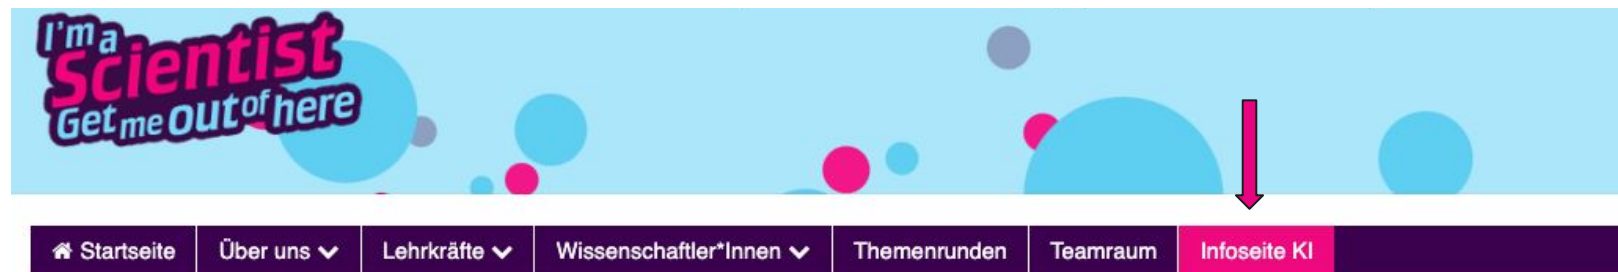 I'm a
Scientist
Get me out of here
Startseite Über uns Lehrkräfte Wissenschaftler*Innen Themenrunden Teamraum Infoseite KI